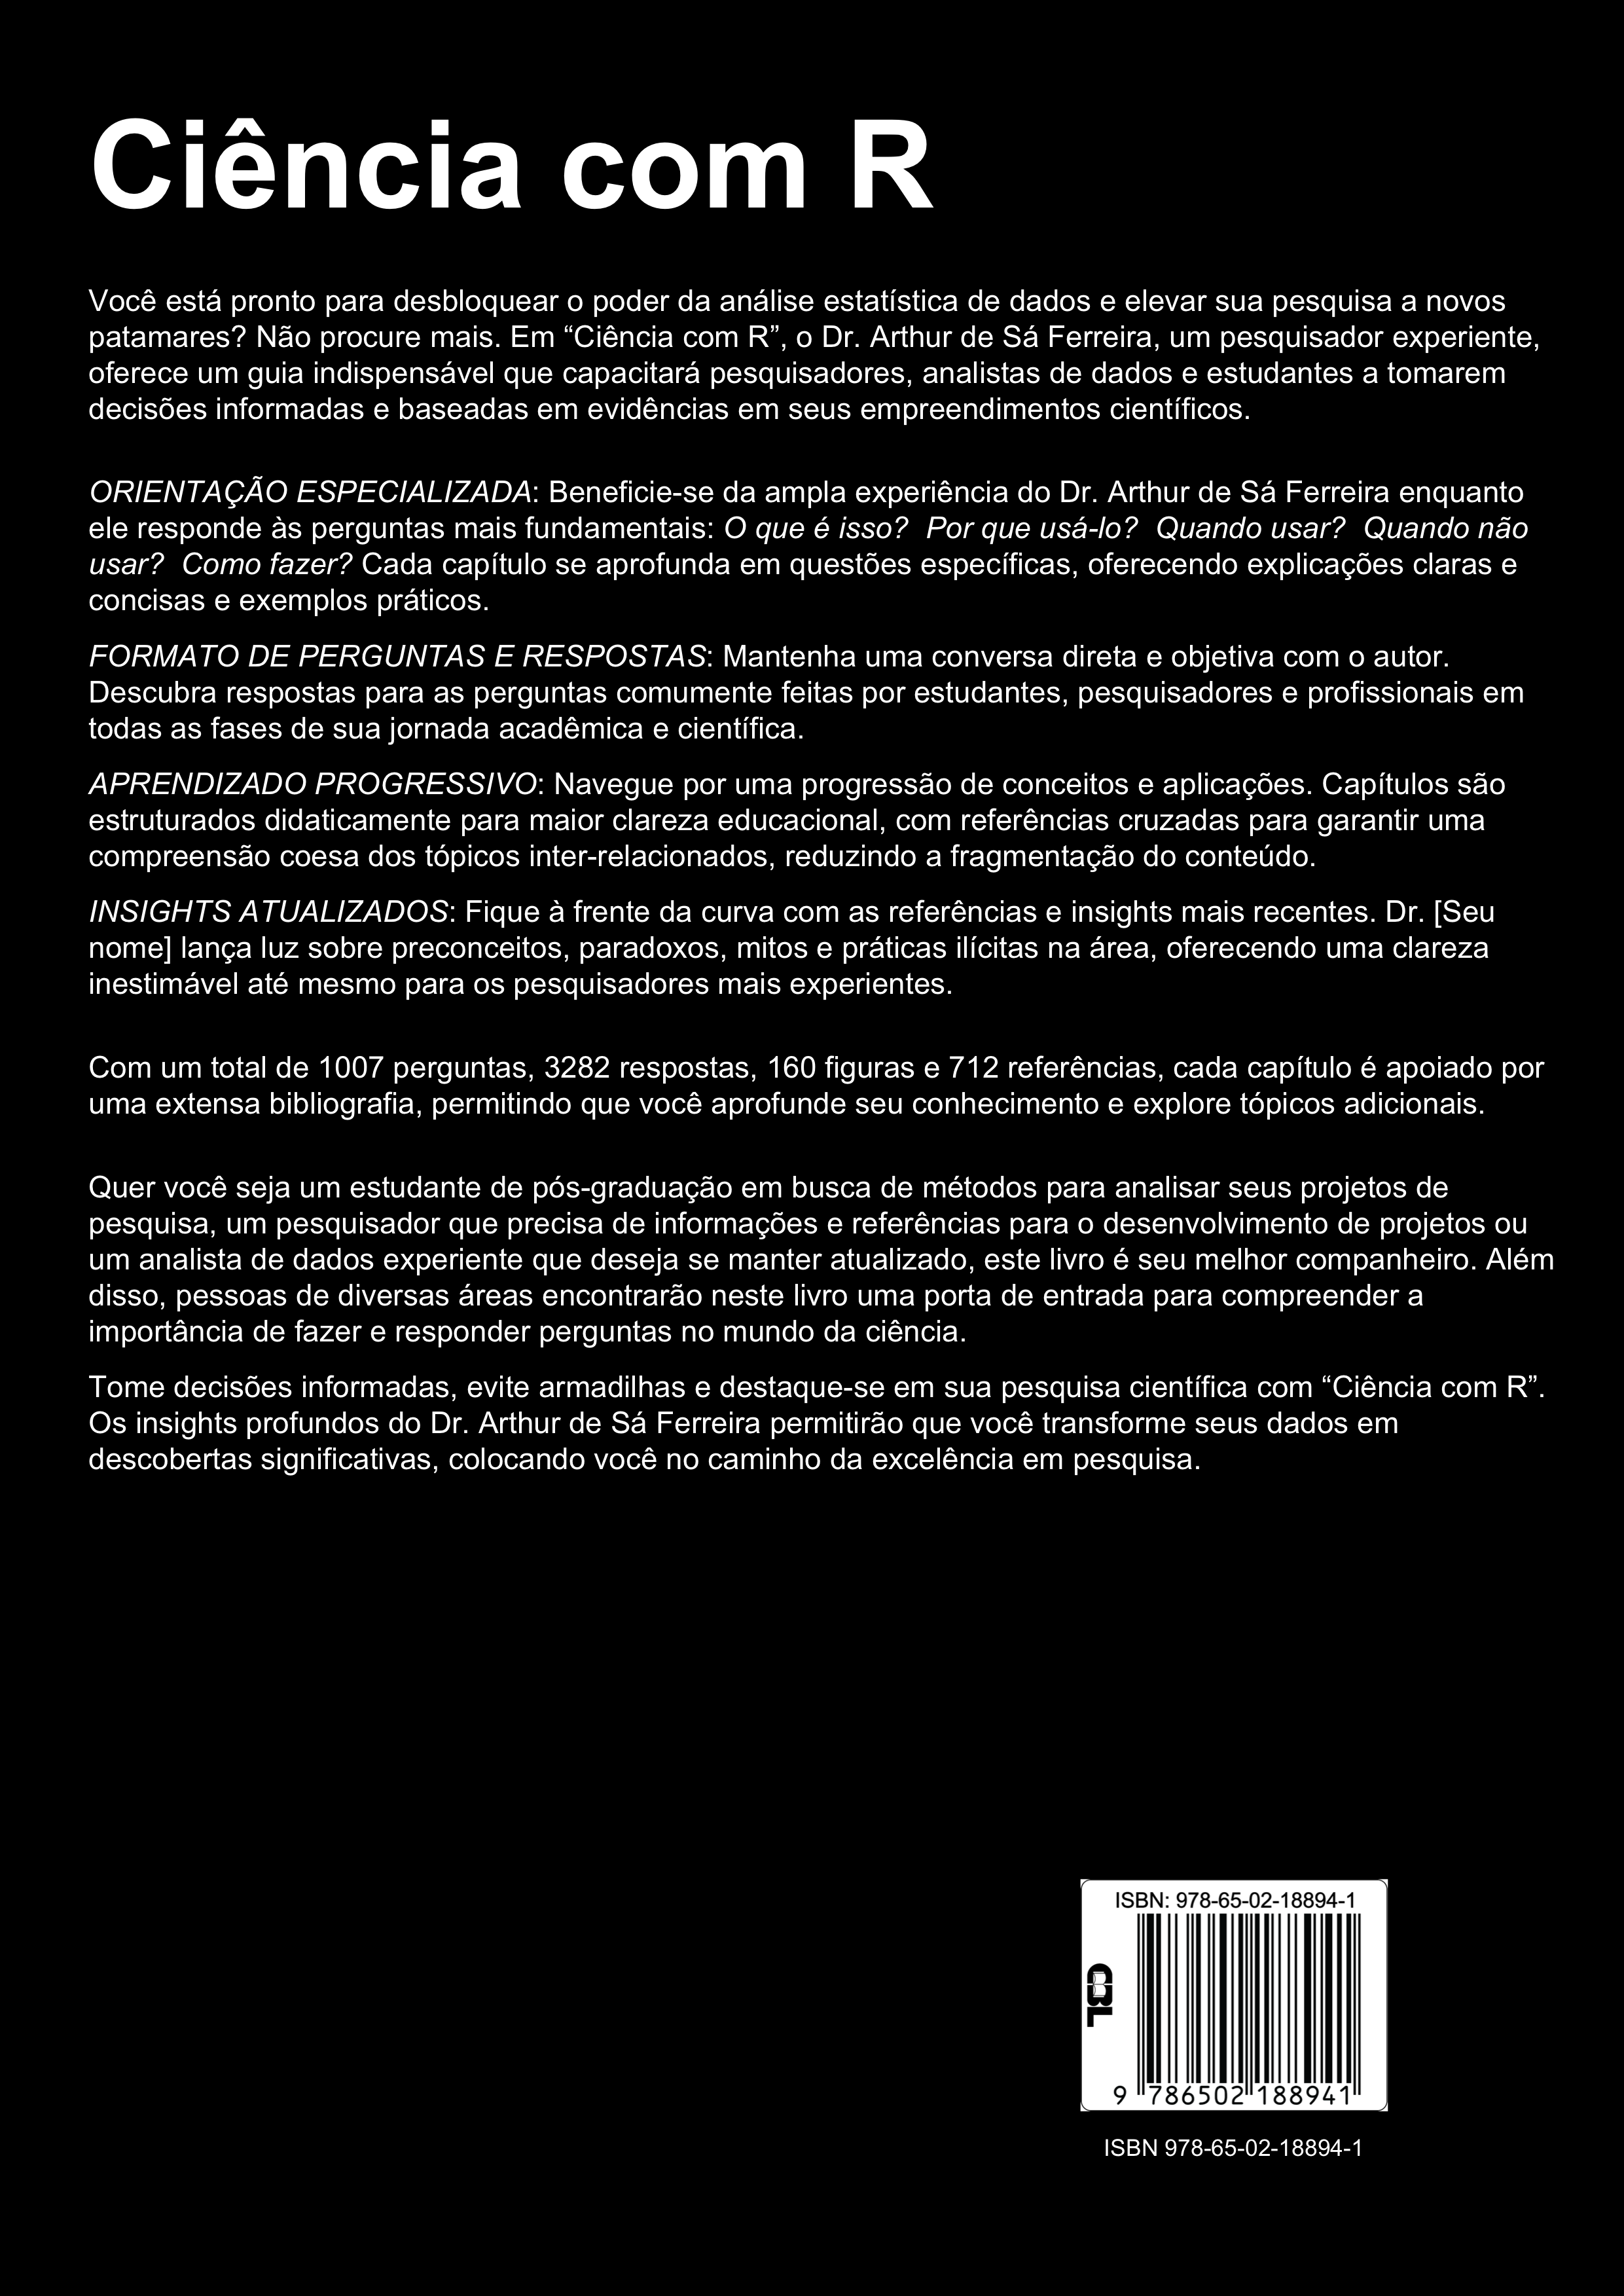 Ciência com R
Você está pronto para desbloquear o poder da análise estatística de dados e elevar sua pesquisa a novos
patamares? Não procure mais. Em “Ciência com R”, o Dr. Arthur de Sá Ferreira, um pesquisador experiente,
oferece um guia indispensável que capacitará pesquisadores, analistas de dados e estudantes a tomarem
decisões informadas e baseadas em evidências em seus empreendimentos científicos.
ORIENTAÇÃO ESPECIALIZADA: Beneficie-se da ampla experiência do Dr. Arthur de Sá Ferreira enquanto
ele responde às perguntas mais fundamentais: O que é isso? Por que usá-lo? Quando usar? Quando não
usar? Como fazer? Cada capítulo se aprofunda em questões específicas, oferecendo explicações claras e
concisas e exemplos práticos.
FORMATO DE PERGUNTAS E RESPOSTAS: Mantenha uma conversa direta e objetiva com o autor.
Descubra respostas para as perguntas comumente feitas por estudantes, pesquisadores e profissionais em
todas as fases de sua jornada acadêmica e científica.
APRENDIZADO PROGRESSIVO: Navegue por uma progressão de conceitos e aplicações. Capítulos são
estruturados didaticamente para maior clareza educacional, com referências cruzadas para garantir uma
compreensão coesa dos tópicos inter-relacionados, reduzindo a fragmentação do conteúdo.
INSIGHTS ATUALIZADOS: Fique à frente da curva com as referências e insights mais recentes. Dr. [Seu
nome] lança luz sobre preconceitos, paradoxos, mitos e práticas ilícitas na área, oferecendo uma clareza
inestimável até mesmo para os pesquisadores mais experientes.
Com um total de 1007 perguntas, 3282 respostas, 160 figuras e 712 referências, cada capítulo é apoiado por
uma extensa bibliografia, permitindo que você aprofunde seu conhecimento e explore tópicos adicionais.
Quer você seja um estudante de pós-graduação em busca de métodos para analisar seus projetos de
pesquisa, um pesquisador que precisa de informações e referências para o desenvolvimento de projetos ou
um analista de dados experiente que deseja se manter atualizado, este livro é seu melhor companheiro. Além
disso, pessoas de diversas áreas encontrarão neste livro uma porta de entrada para compreender a
importância de fazer e responder perguntas no mundo da ciência.
Tome decisões informadas, evite armadilhas e destaque-se em sua pesquisa científica com “Ciência com R”.
Os insights profundos do Dr. Arthur de Sá Ferreira permitirão que você transforme seus dados em
descobertas significativas, colocando você no caminho da excelência em pesquisa.
ISBN: 978-65-02-18894-1
CBL
9 786502 188941
ISBN 978-65-02-18894-1